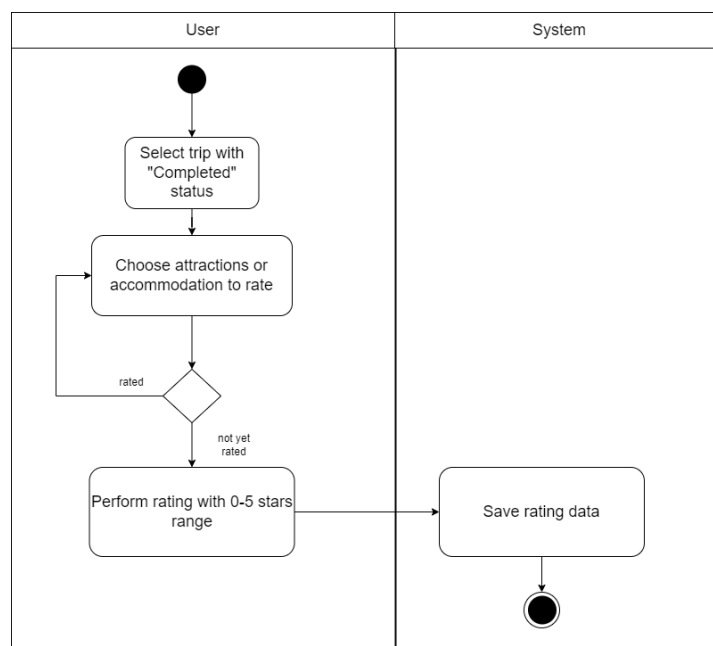 User
System
Select trip with
"Completed"
status
Choose attractions or
accommodation to rate
rated
not yet
rated
Perform rating with 0-5 stars
range
Save rating data